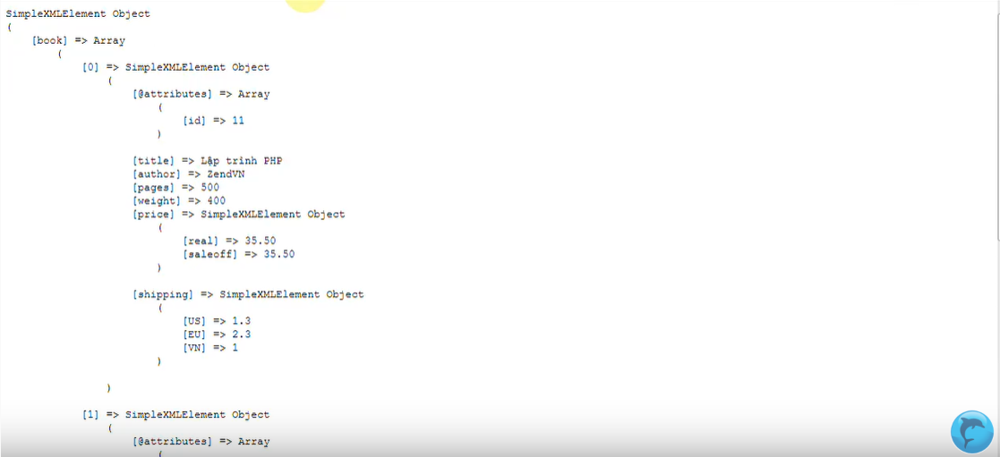 SimpleXMLElement Object
(
    [book] => Array
        (
            [0] => SimpleXMLElement Object
                (
                    [@attributes] => Array
                        (
                            [id] => 11
                        )

                    [title] => Lập trình PHP
                    [author] => ZendVN
                    [pages] => 500
                    [weight] => 400
                    [price] => SimpleXMLElement Object
                        (
                            [real] => 35.50
                            [saleoff] => 35.50
                        )

                    [shipping] => SimpleXMLElement Object
                        (
                            [US] => 1.3
                            [EU] => 2.3
                            [VN] => 1
                        )

                )

            [1] => SimpleXMLElement Object
                (
                    [@attributes] => Array
                        (